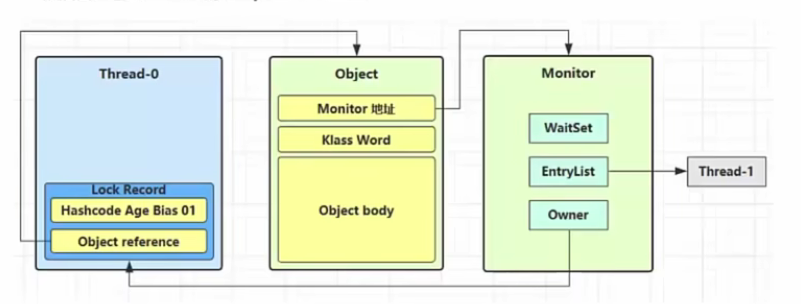 Thread-0
Lock Record
Hashcode Age Bias 01
Object reference
Object
Monitor 地址
Klass Word
Object body
Monitor
WaitSet
EntryList
Owner
Thread-1